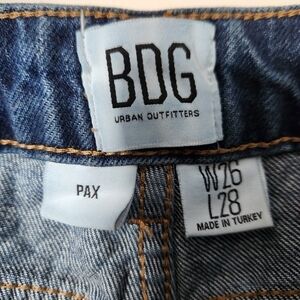 BDG
URBAN OUTFITTERS
PAX
W26
L28
MADE IN TURKEY